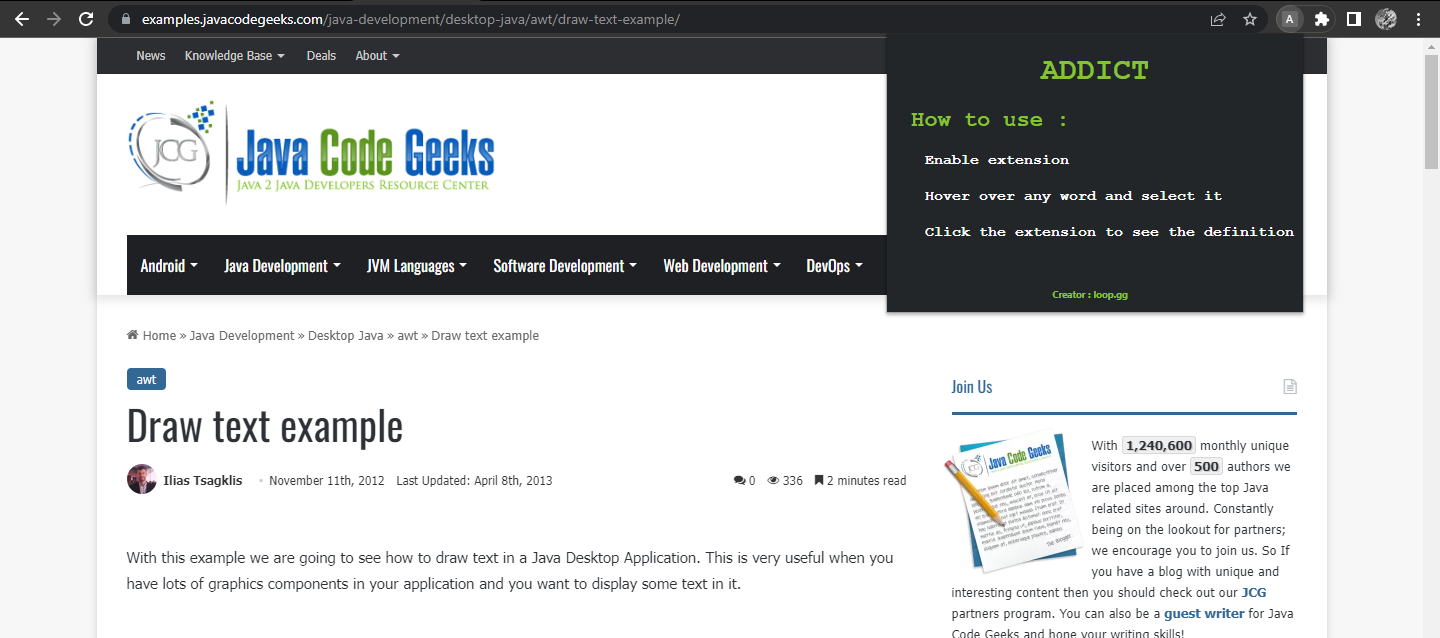 examples.javacodegeeks.com/java-development/desktop-java/awt/draw-text-example/
A
News Knowledge Base Deals About
ADDICT
How to use :
Enable extension
Hover over any word and select it
Click the extension to see the definition
Creator : loop.gg
JCG
Java Code Geeks
JAVA 2 JAVA DEVELOPERS RESOURCE CENTER
Android Java Development JVM Languages Software Development Web Development DevOps
Home » Java Development » Desktop Java » awt » Draw text example
awt
Draw text example
Ilias Tsagklis November 11th, 2012 Last Updated: April 8th, 2013 0 336 2 minutes read
With this example we are going to see how to draw text in a Java Desktop Application. This is very useful when you
have lots of graphics components in your application and you want to display some text in it.
Join Us
Java Code Geeks
With 1,240,600 monthly unique
visitors and over 500 authors we
are placed among the top Java
related sites around. Constantly
being on the lookout for partners;
we encourage you to join us. So If
you have a blog with unique and
interesting content then you should check out our JCG
partners program. You can also be a guest writer for Java
Code Geeks and hone your writing skills!